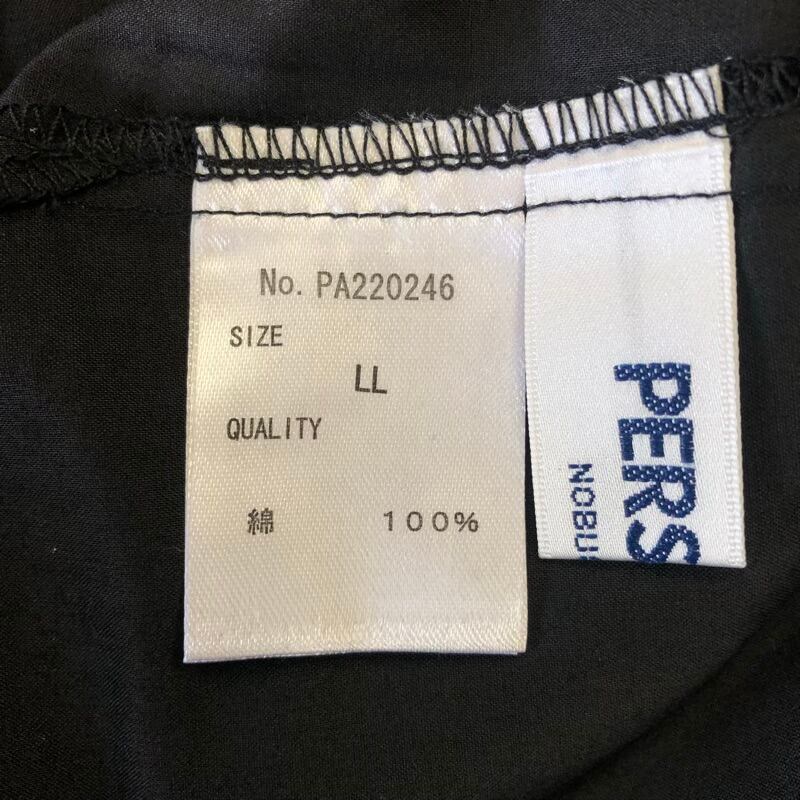 No. PA220246
SIZE
LL
QUALITY
綿 100%
PERS
NOBU